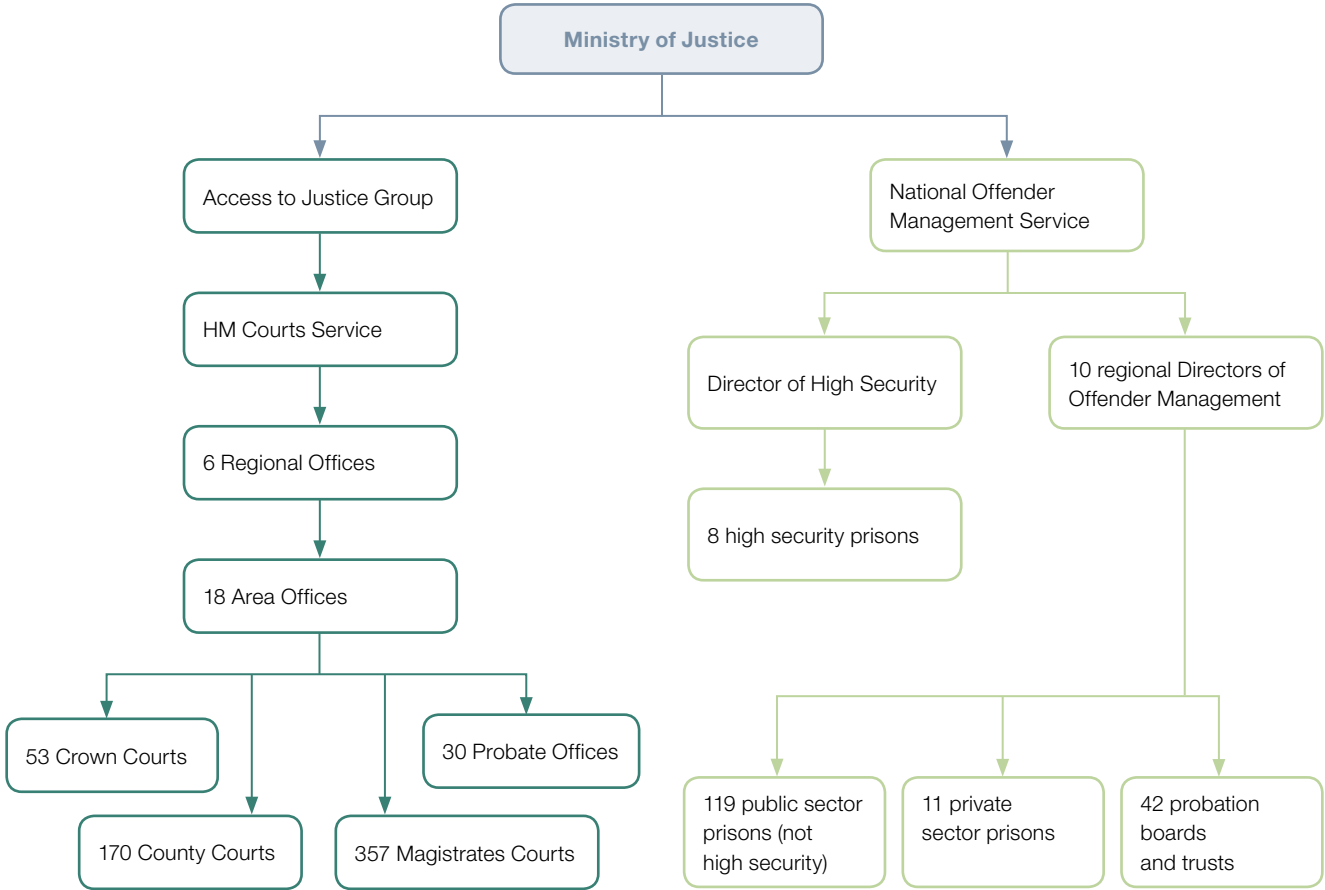 Ministry of Justice
Access to Justice Group
National Offender
Management Service
HM Courts Service
Director of High Security
10 regional Directors of
Offender Management
6 Regional Offices
8 high security prisons
18 Area Offices
53 Crown Courts
30 Probate Offices
170 County Courts
357 Magistrates Courts
119 public sector
prisons (not
high security)
11 private
sector prisons
42 probation
boards
and trusts